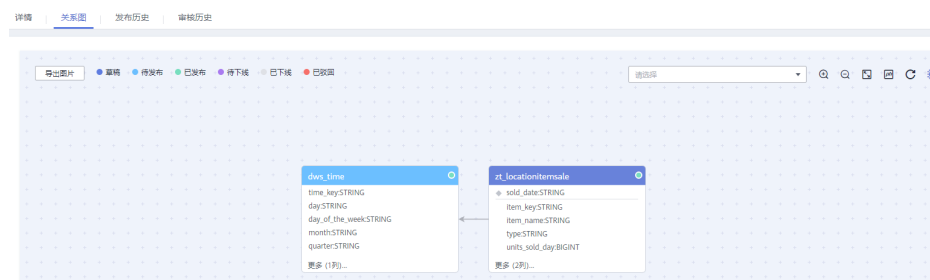 详情 关系图 发布历史 审核历史
导出图片 草稿 待发布 已发布 待下线 已下线 已驳回 请选择
dws_time
time_key:STRING
day:STRING
day_of_the_week:STRING
month:STRING
quarter:STRING
更多 (1列)...
zt_locationitemsale
sold_date:STRING
item_key:STRING
item_name:STRING
type:STRING
units_sold_day:BIGINT
更多 (2列)...